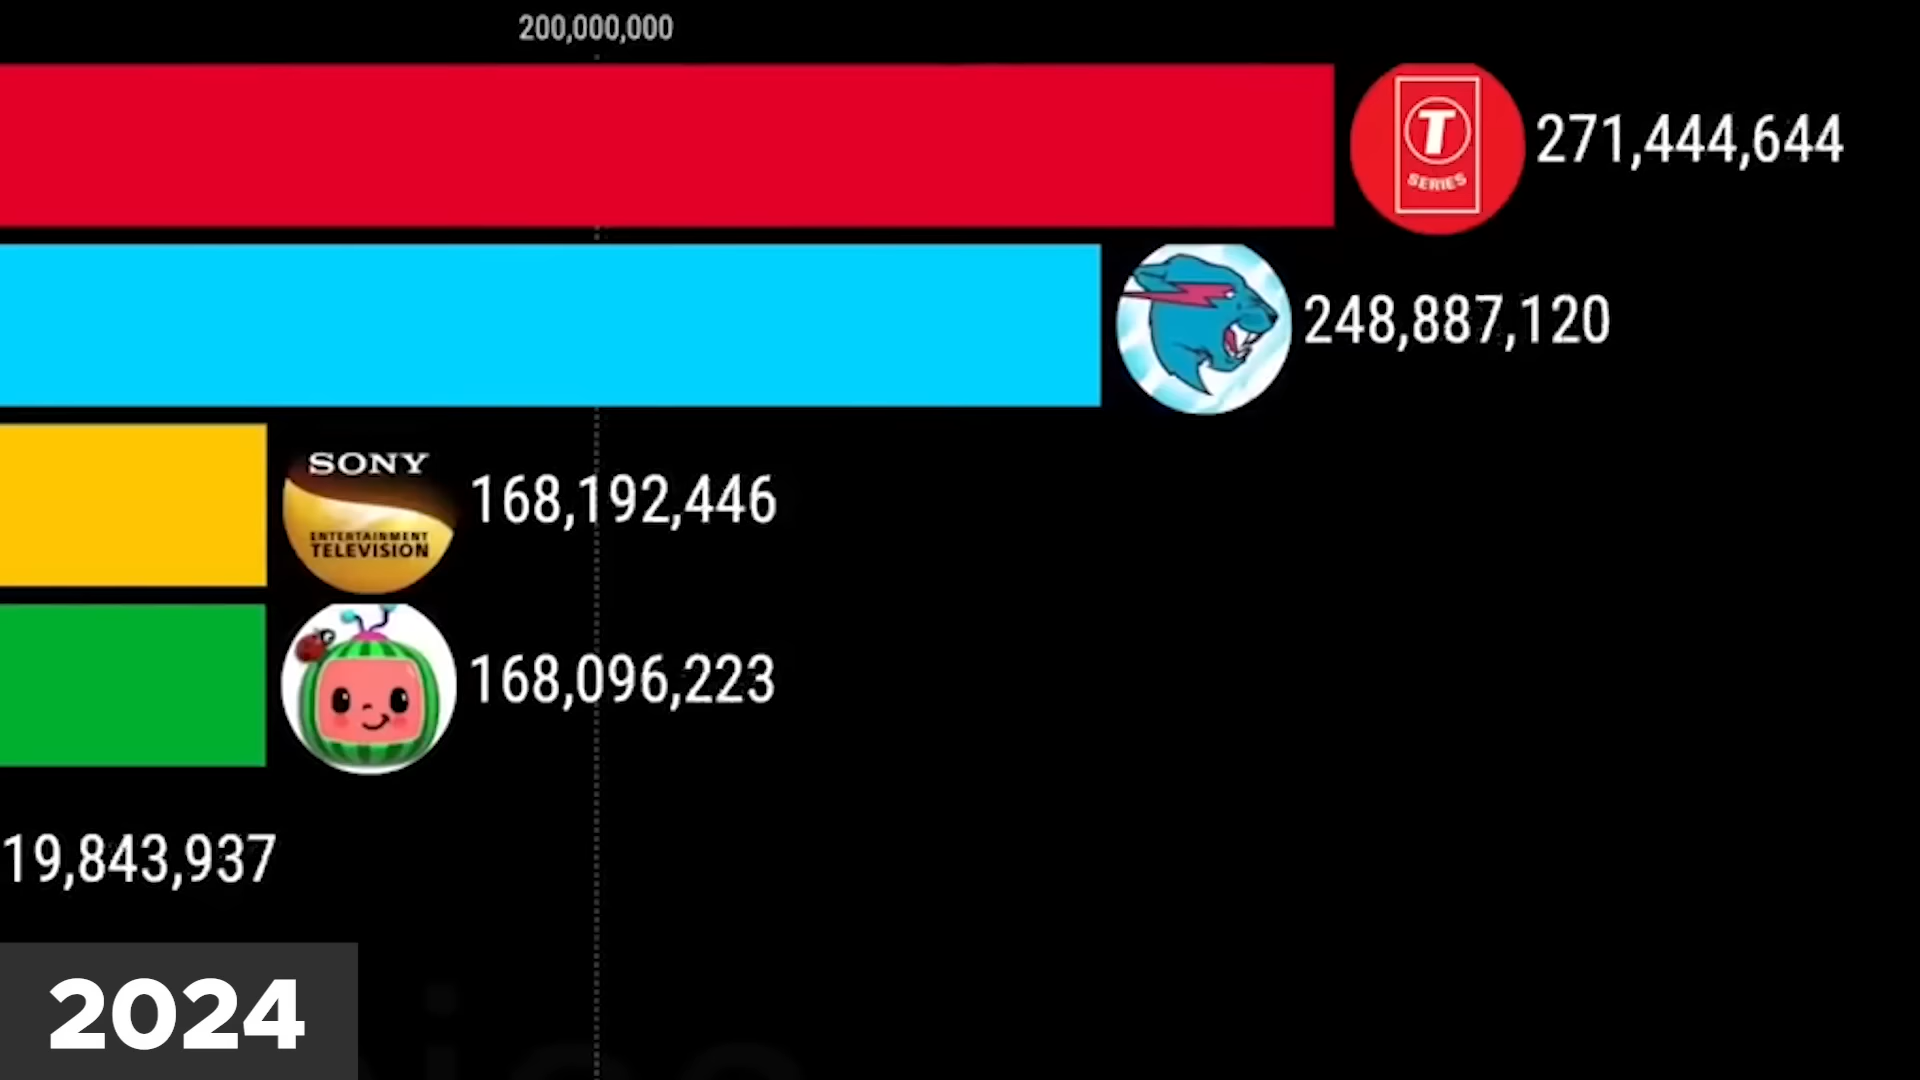 200,000,000
T
SERIES
271,444,644
248,887,120
SONY
ENTERTAINMENT
TELEVISION
168,192,446
168,096,223
19,843,937
2024